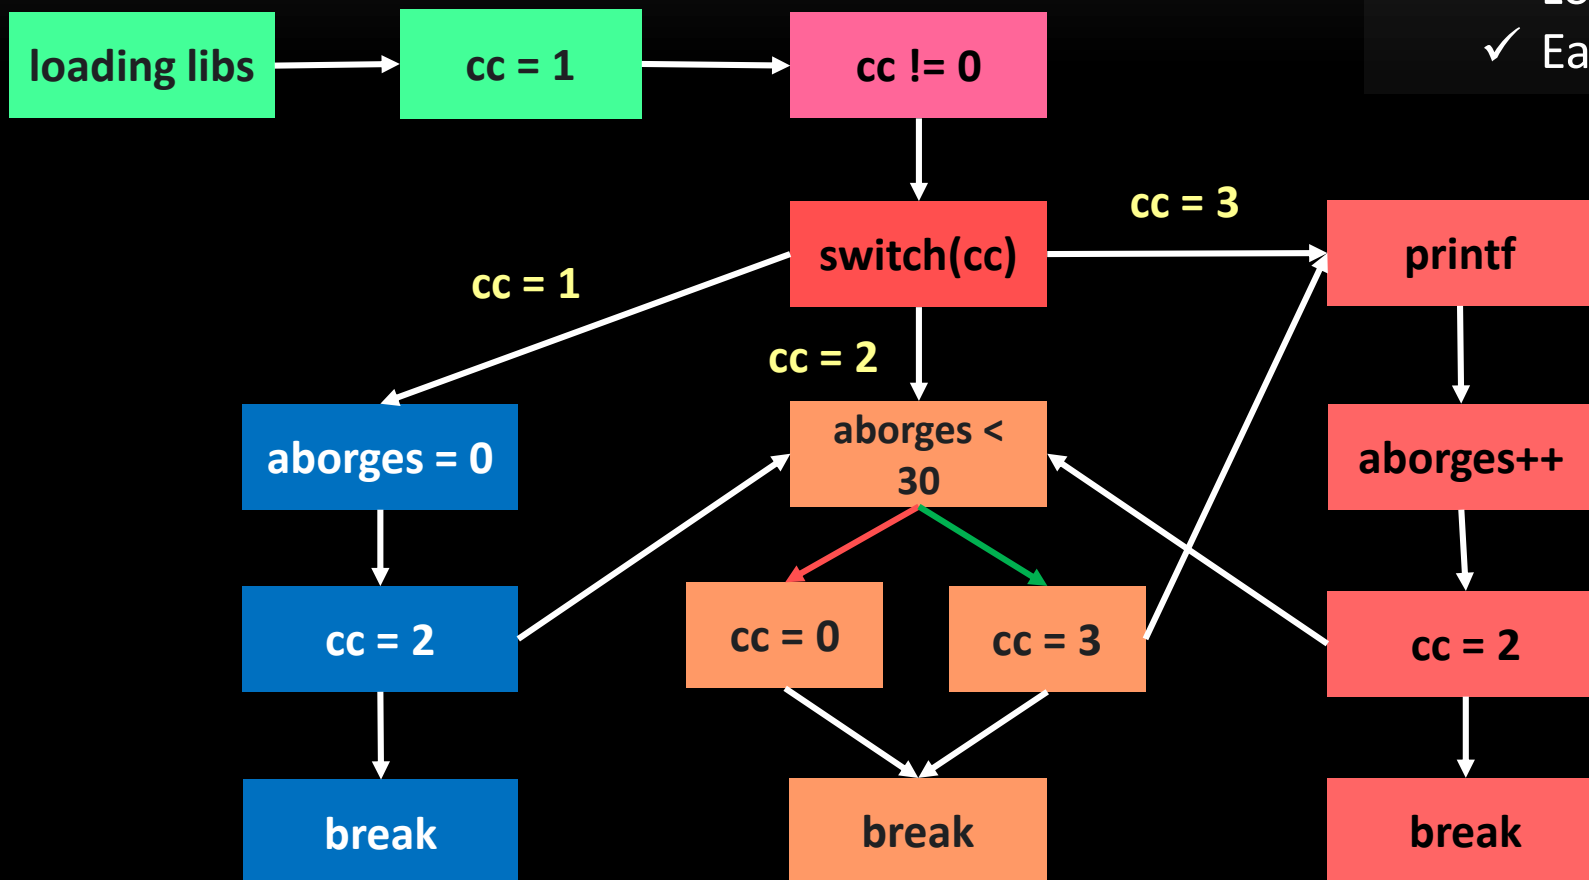 loading libs
cc = 1
cc != 0
✓ Ea
cc = 3
switch(cc)
printf
cc = 1
cc = 2
aborges = 0
aborges <
30
aborges++
cc = 2
cc = 0
cc = 3
cc = 2
break
break
break